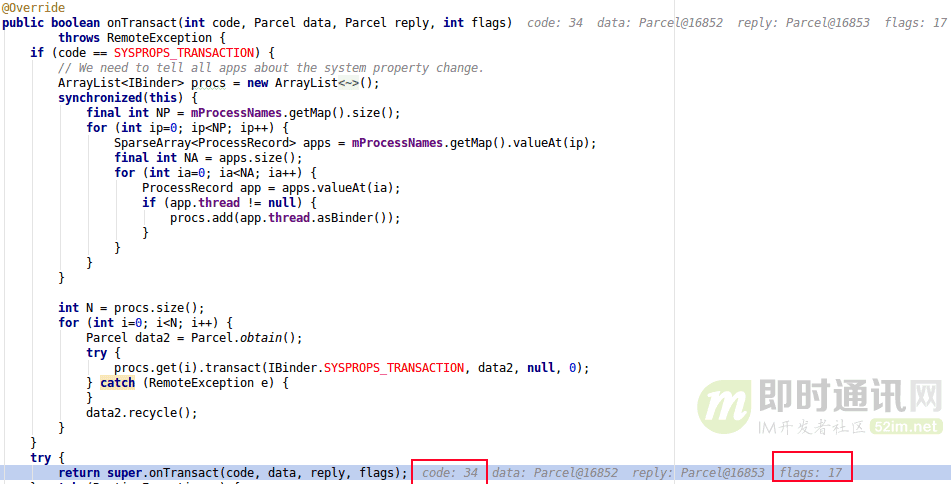 @Override
public boolean onTransact(int code, Parcel data, Parcel reply, int flags)  code: 34  data: Parcel@16852  reply: Parcel@16853  flags: 17
        throws RemoteException {
    if (code == SYSPROPS_TRANSACTION) {
        // We need to tell all apps about the system property change.
        ArrayList<IBinder> procs = new ArrayList<~>();
        synchronized(this) {
            final int NP = mProcessNames.getMap().size();
            for (int ip=0; ip<NP; ip++) {
                SparseArray<ProcessRecord> apps = mProcessNames.getMap().valueAt(ip);
                final int NA = apps.size();
                for (int ia=0; ia<NA; ia++) {
                    ProcessRecord app = apps.valueAt(ia);
                    if (app.thread != null) {
                        procs.add(app.thread.asBinder());
                    }
                }
            }
        }

        int N = procs.size();
        for (int i=0; i<N; i++) {
            Parcel data2 = Parcel.obtain();
            try {
                procs.get(i).transact(IBinder.SYSPROPS_TRANSACTION, data2, null, 0);
            } catch (RemoteException e) {
            }
            data2.recycle();
        }
    }
    try {
        return super.onTransact(code, data, reply, flags);  code: 34  data: Parcel@16852  reply: Parcel@16853  flags: 17
m 即时通讯网
IM开发者社区 52im.net